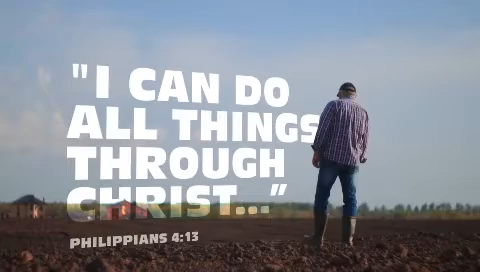 "I CAN DO
ALL THINGS
THROUGH
CHRIST..."
PHILIPPIANS 4:13